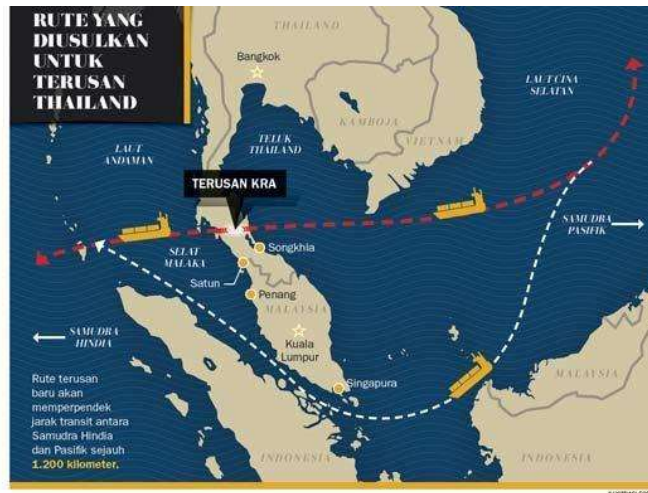 RUTE YANG
DIUSULKAN
UNTUK
TERUSAN
THAILAND
THAILAND
Bangkok
LAUT CINA
SELATAN
KAMBOJA
VIETNAM
LAUT
ANDAMAN
TELUK
THAILAND
TERUSAN KRA
SAMUDRA
PASIFIK
SELAT
MALAKA
Songkhla
Satun
Penang
MALAYSIA
Kuala
Lumpur
SAMUDRA
HINDIA
Singapura
MALAYSIA
Rute terusan
baru akan
memperpendek
jarak transit antara
Samudra Hindia
dan Pasifik sejauh
1.200 kilometer.
INDONESIA
INDONESIA